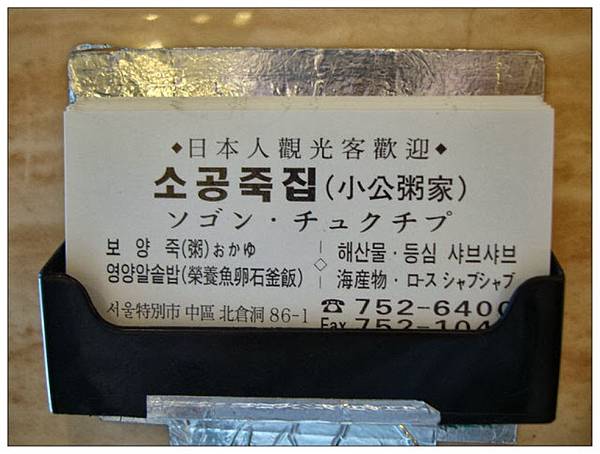 ◆日本人觀光客歡迎◆
소공죽집(小公粥家)
ソゴン・チュクチプ
보 양 죽(粥)おかゆ
영양알솥밥(榮養魚卵石釜飯)
해산물・등심 샤브샤브
海産物・ロース シャブシャブ
서울特別市 中區 北倉洞 86-1
☎ 752-6400
Fax 752-104